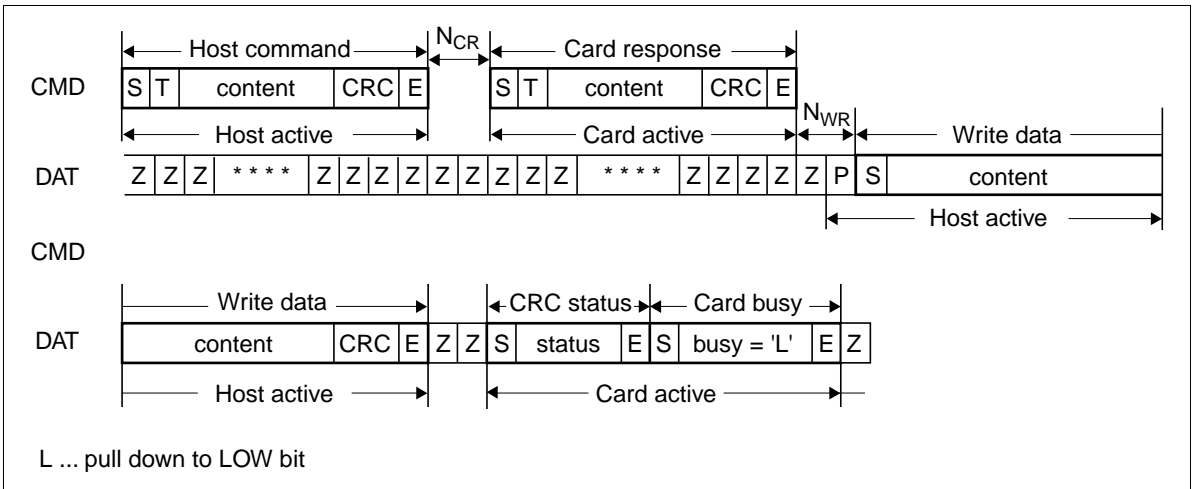 Host command N_CR Card response
CMD S T content CRC E S T content CRC E
Host active Card active N_WR Write data
DAT Z Z Z * * * * Z Z Z Z Z Z Z Z Z * * * * Z Z Z Z Z P S content
Host active
CMD
Write data CRC status Card busy
DAT content CRC E Z Z S status E S busy = 'L' E Z
Host active Card active
L ... pull down to LOW bit